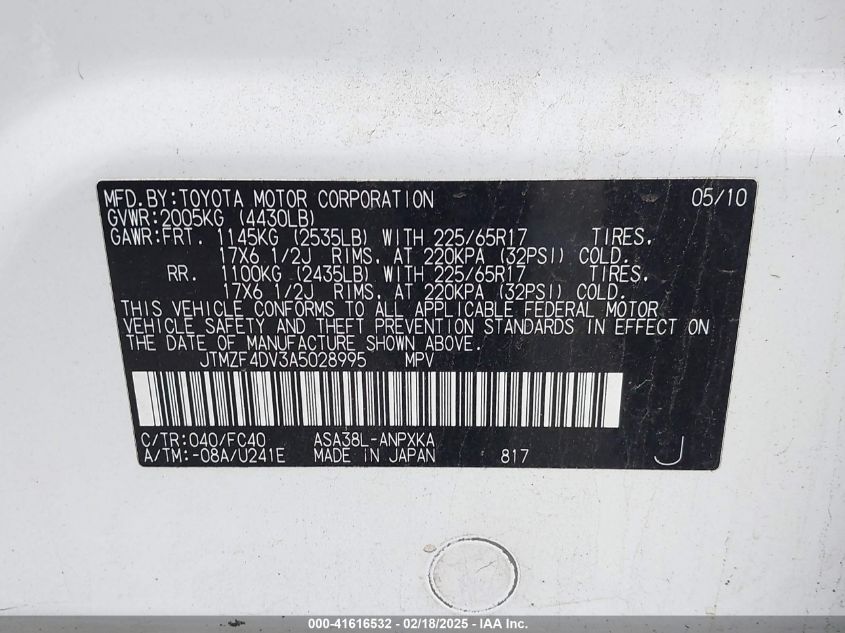 MFD.BY:TOYOTA MOTOR CORPORATION 05/10
GVWR:2005KG (4430LB)
GAWR:FRT. 1145KG (2535LB) WITH 225/65R17 TIRES,
17X6 1/2J RIMS. AT 220KPA (32PSI) COLD.
RR. 1100KG (2435LB) WITH 225/65R17 TIRES,
17X6 1/2J RIMS. AT 220KPA (32PSI) COLD.
THIS VEHICLE CONFORMS TO ALL APPLICABLE FEDERAL MOTOR
VEHICLE SAFETY AND THEFT PREVENTION STANDARDS IN EFFECT ON
THE DATE OF MANUFACTURE SHOWN ABOVE.
JTMZF4DV3A5028995 MPV
C/TR:040/FC40 ASA38L-ANPXKA
A/TM:-08A/U241E MADE IN JAPAN 817 J
000-41616532 - 02/18/2025 - IAA Inc.